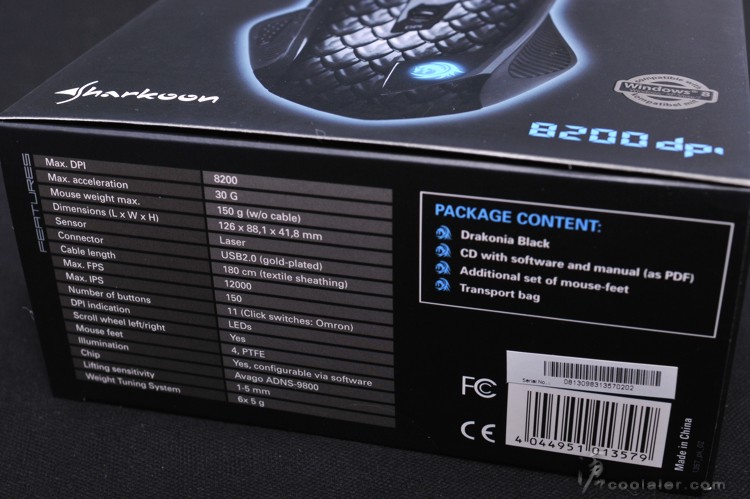 Sharkoon
compatible mit
Windows® 8
compatible mit
8200 dpi
FEATURES
Max. DPI 8200
Max. acceleration 30 G
Mouse weight max. 150 g (w/o cable)
Dimensions (L x W x H) 126 x 88,1 x 41,8 mm
Sensor Laser
Connector USB2.0 (gold-plated)
Cable length 180 cm (textile sheathing)
Max. FPS 12000
Max. IPS 150
Number of buttons 11 (Click switches: Omron)
DPI indication LEDs
Scroll wheel left/right Yes
Mouse feet 4, PTFE
Illumination Yes, configurable via software
Chip Avago ADNS-9800
Lifting sensitivity 1-5 mm
Weight Tuning System 6x 5 g
PACKAGE CONTENT:
Drakonia Black
CD with software and manual (as PDF)
Additional set of mouse-feet
Transport bag
FC
CE
Serial No.: 0813098313570202
4 044951 013579
Made in China
coolaler.com